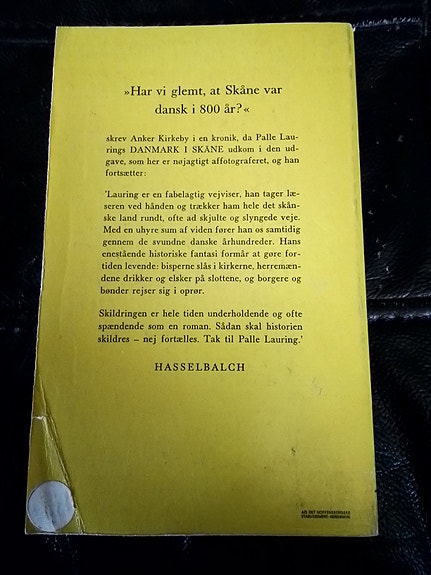 »Har vi glemt, at Skåne var
dansk i 800 år?«
skrev Anker Kirkeby i en kronik, da Palle Lau-
rings DANMARK I SKÅNE udkom i den ud-
gave, som her er nøjagtigt affotograferet, og han
fortsætter:
'Lauring er en fabelagtig vejviser, han tager læ-
seren ved hånden og trækker ham hele det skån-
ske land rundt, ofte ad skjulte og slyngede veje.
Med en uhyre sum af viden fører han os samtidig
gennem de svundne danske århundreder. Hans
enestående historiske fantasi formår at gøre for-
tiden levende: bisperne slås i kirkerne, herremæn-
dene drikker og elsker på slottene, og borgere og
bønder rejser sig i oprør.
Skildringen er hele tiden underholdende og ofte
spændende som en roman. Sådan skal historien
skildres – nej fortælles. Tak til Palle Lauring.'
HASSELBALCH